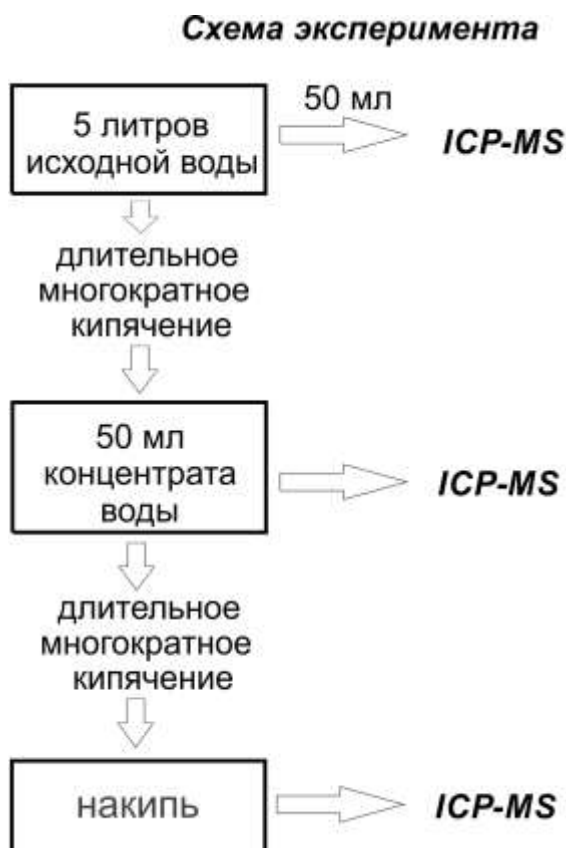 Схема эксперимента
5 литров
исходной воды
50 мл
ICP-MS
длительное
многократное
кипячение
50 мл
концентрата
воды
ICP-MS
длительное
многократное
кипячение
накипь
ICP-MS